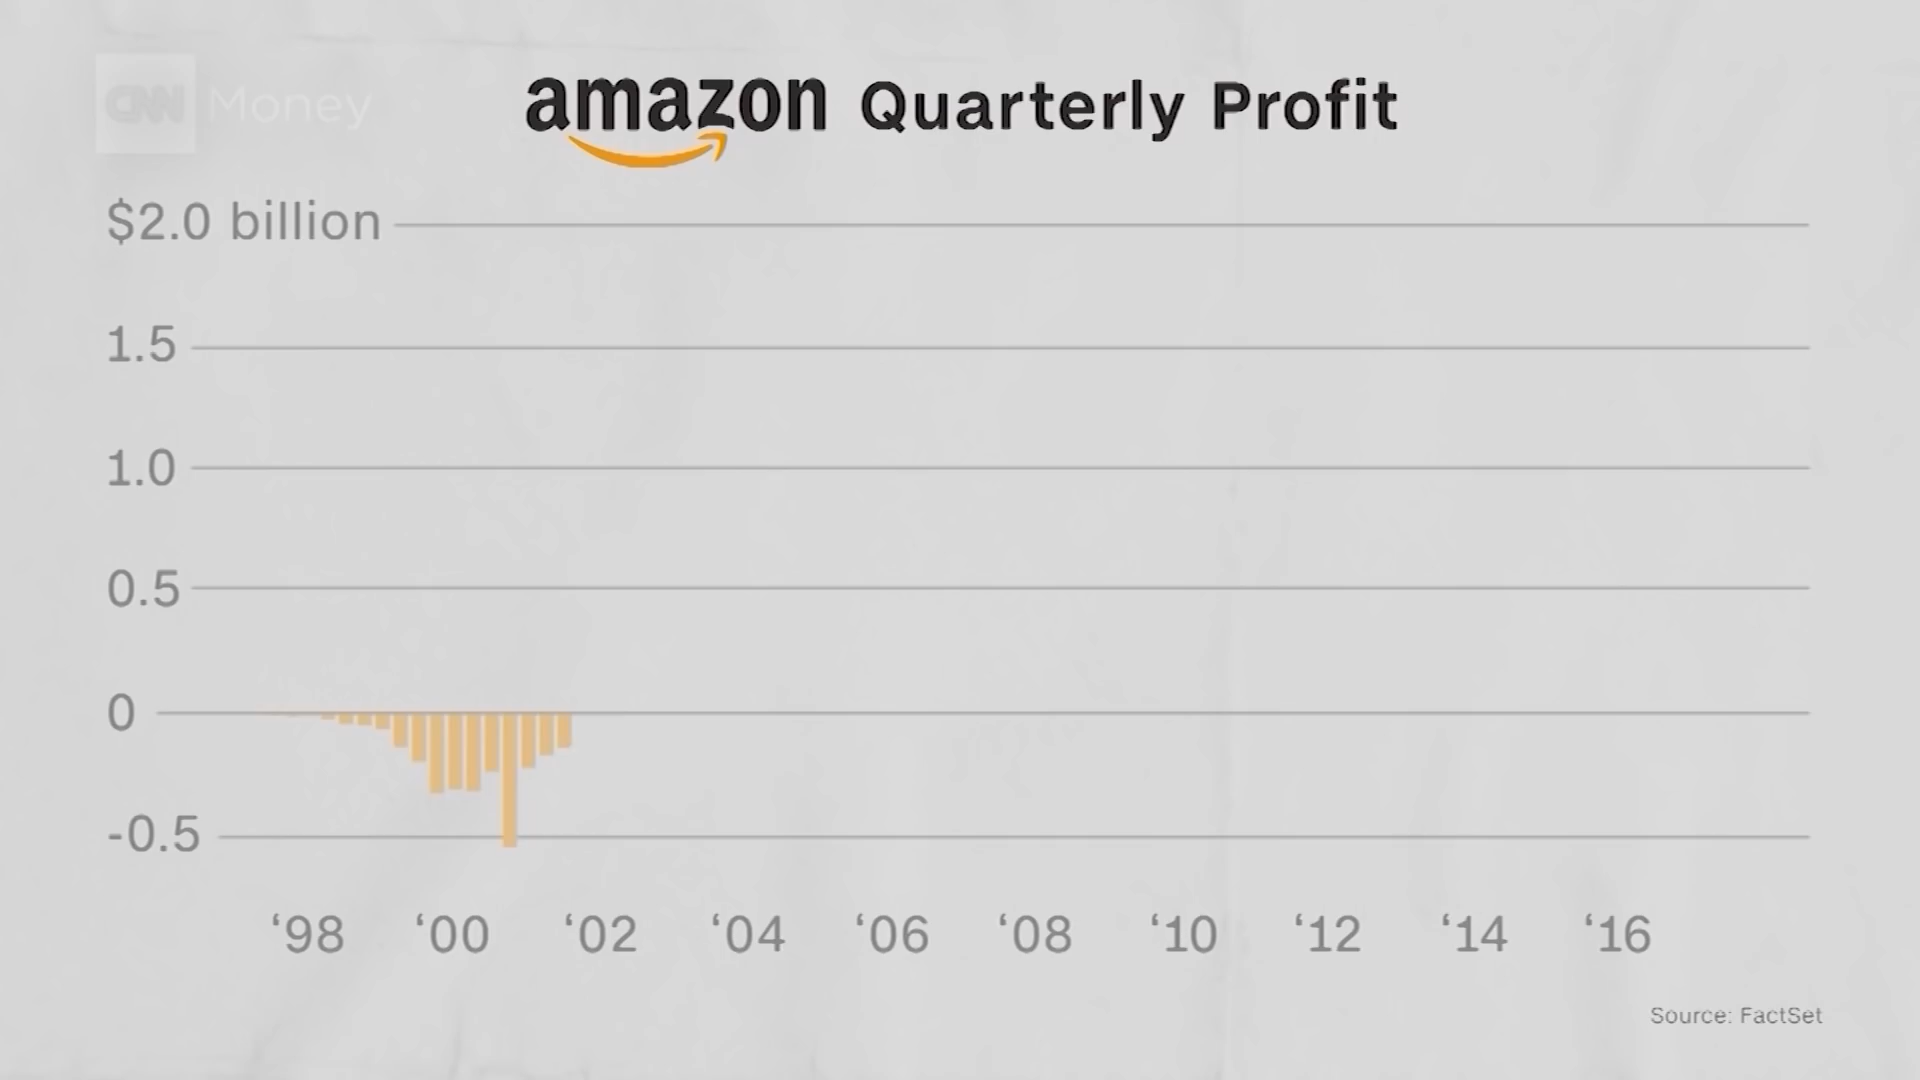 CNN Money
amazon Quarterly Profit
$2.0 billion
1.5
1.0
0.5
0
-0.5
‘98 ‘00 ‘02 ‘04 ‘06 ‘08 ‘10 ‘12 ‘14 ‘16
Source: FactSet